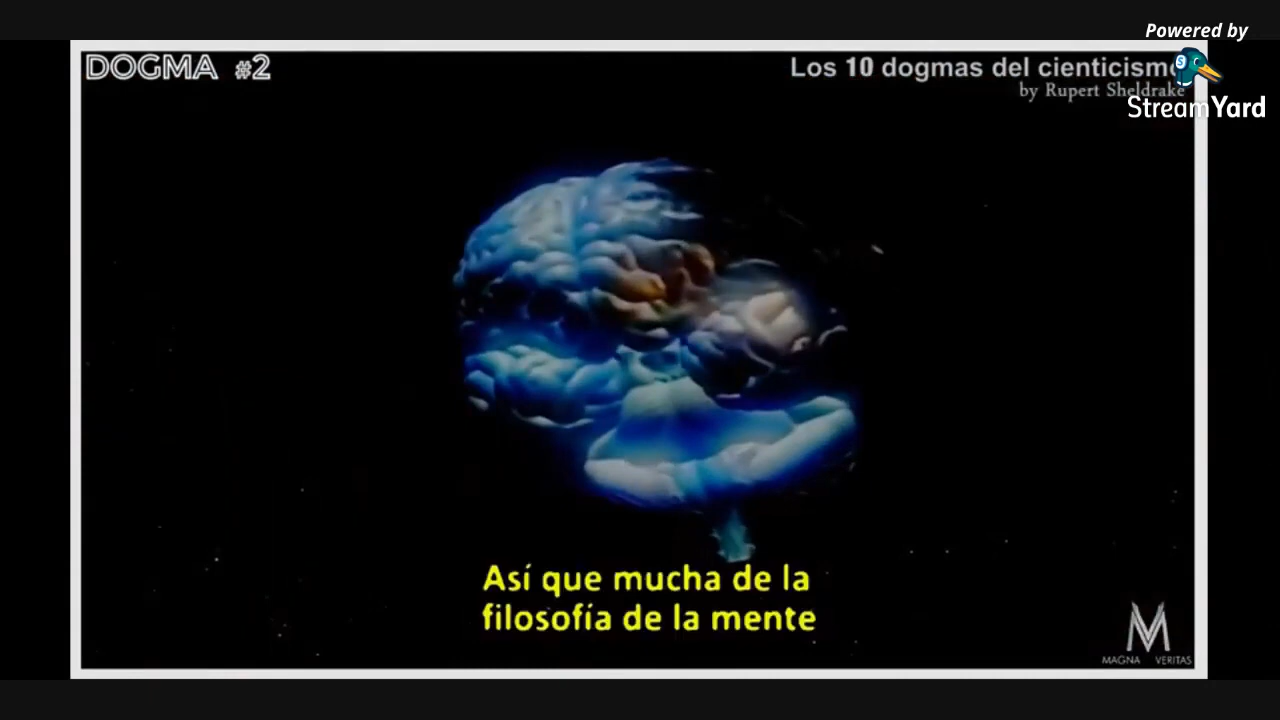 Powered by
DOGMA #2
Los 10 dogmas del cienticismo
by Rupert Sheldrake
StreamYard
Así que mucha de la
filosofía de la mente
MAGNA VERITAS